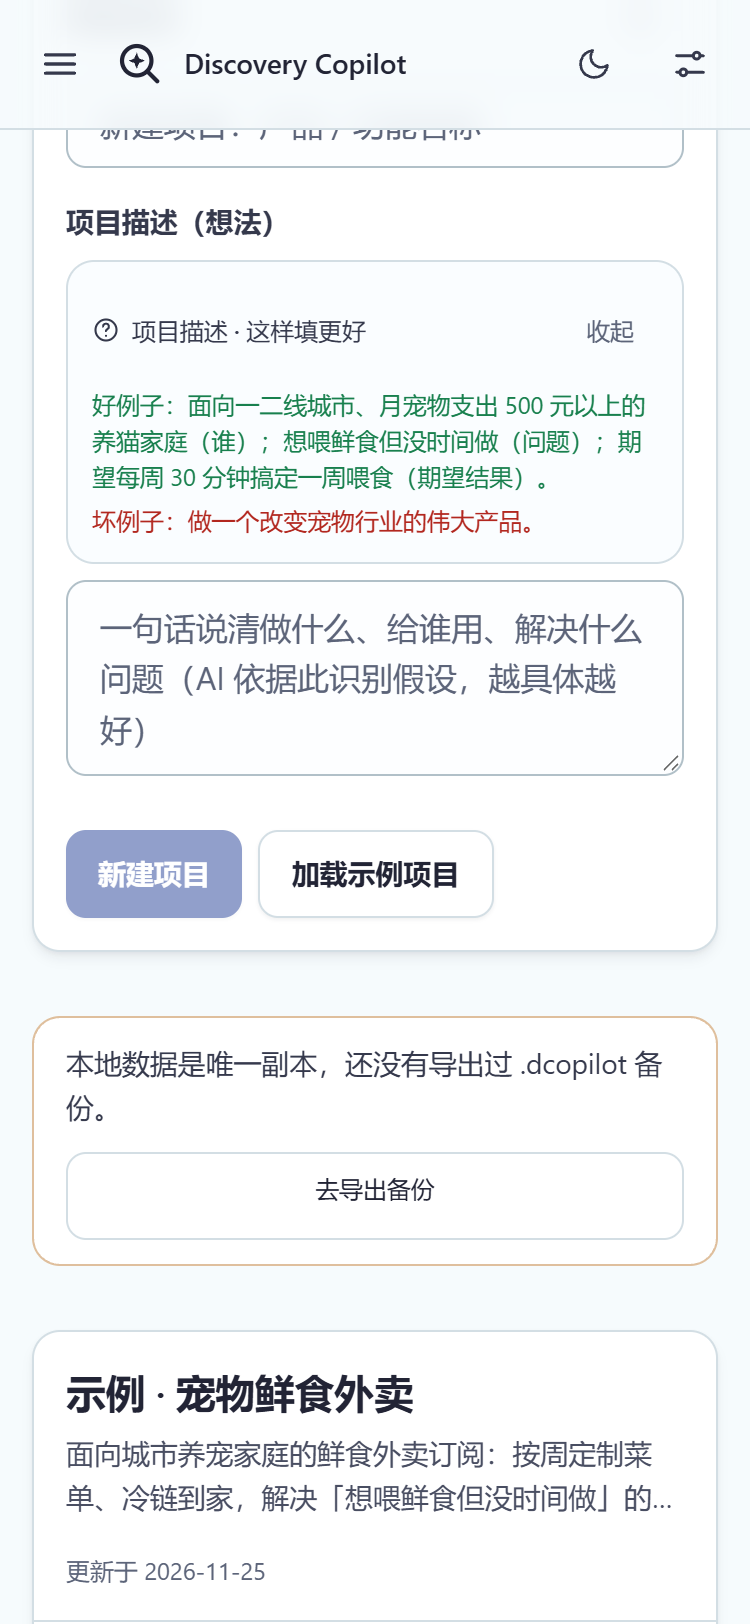 Discovery Copilot
新建项目：产品 / 功能名称
项目描述（想法）
项目描述 · 这样填更好
收起
好例子：面向一二线城市、月宠物支出 500 元以上的
养猫家庭（谁）；想喂鲜食但没时间做（问题）；期
望每周 30 分钟搞定一周喂食（期望结果）。
坏例子：做一个改变宠物行业的伟大产品。
一句话说清做什么、给谁用、解决什么
问题（AI 依据此识别假设，越具体越
好）
新建项目
加载示例项目
本地数据是唯一副本，还没有导出过 .dcopilot 备
份。
去导出备份
示例 · 宠物鲜食外卖
面向城市养宠家庭的鲜食外卖订阅：按周定制菜
单、冷链到家，解决「想喂鲜食但没时间做」的...
更新于 2026-11-25